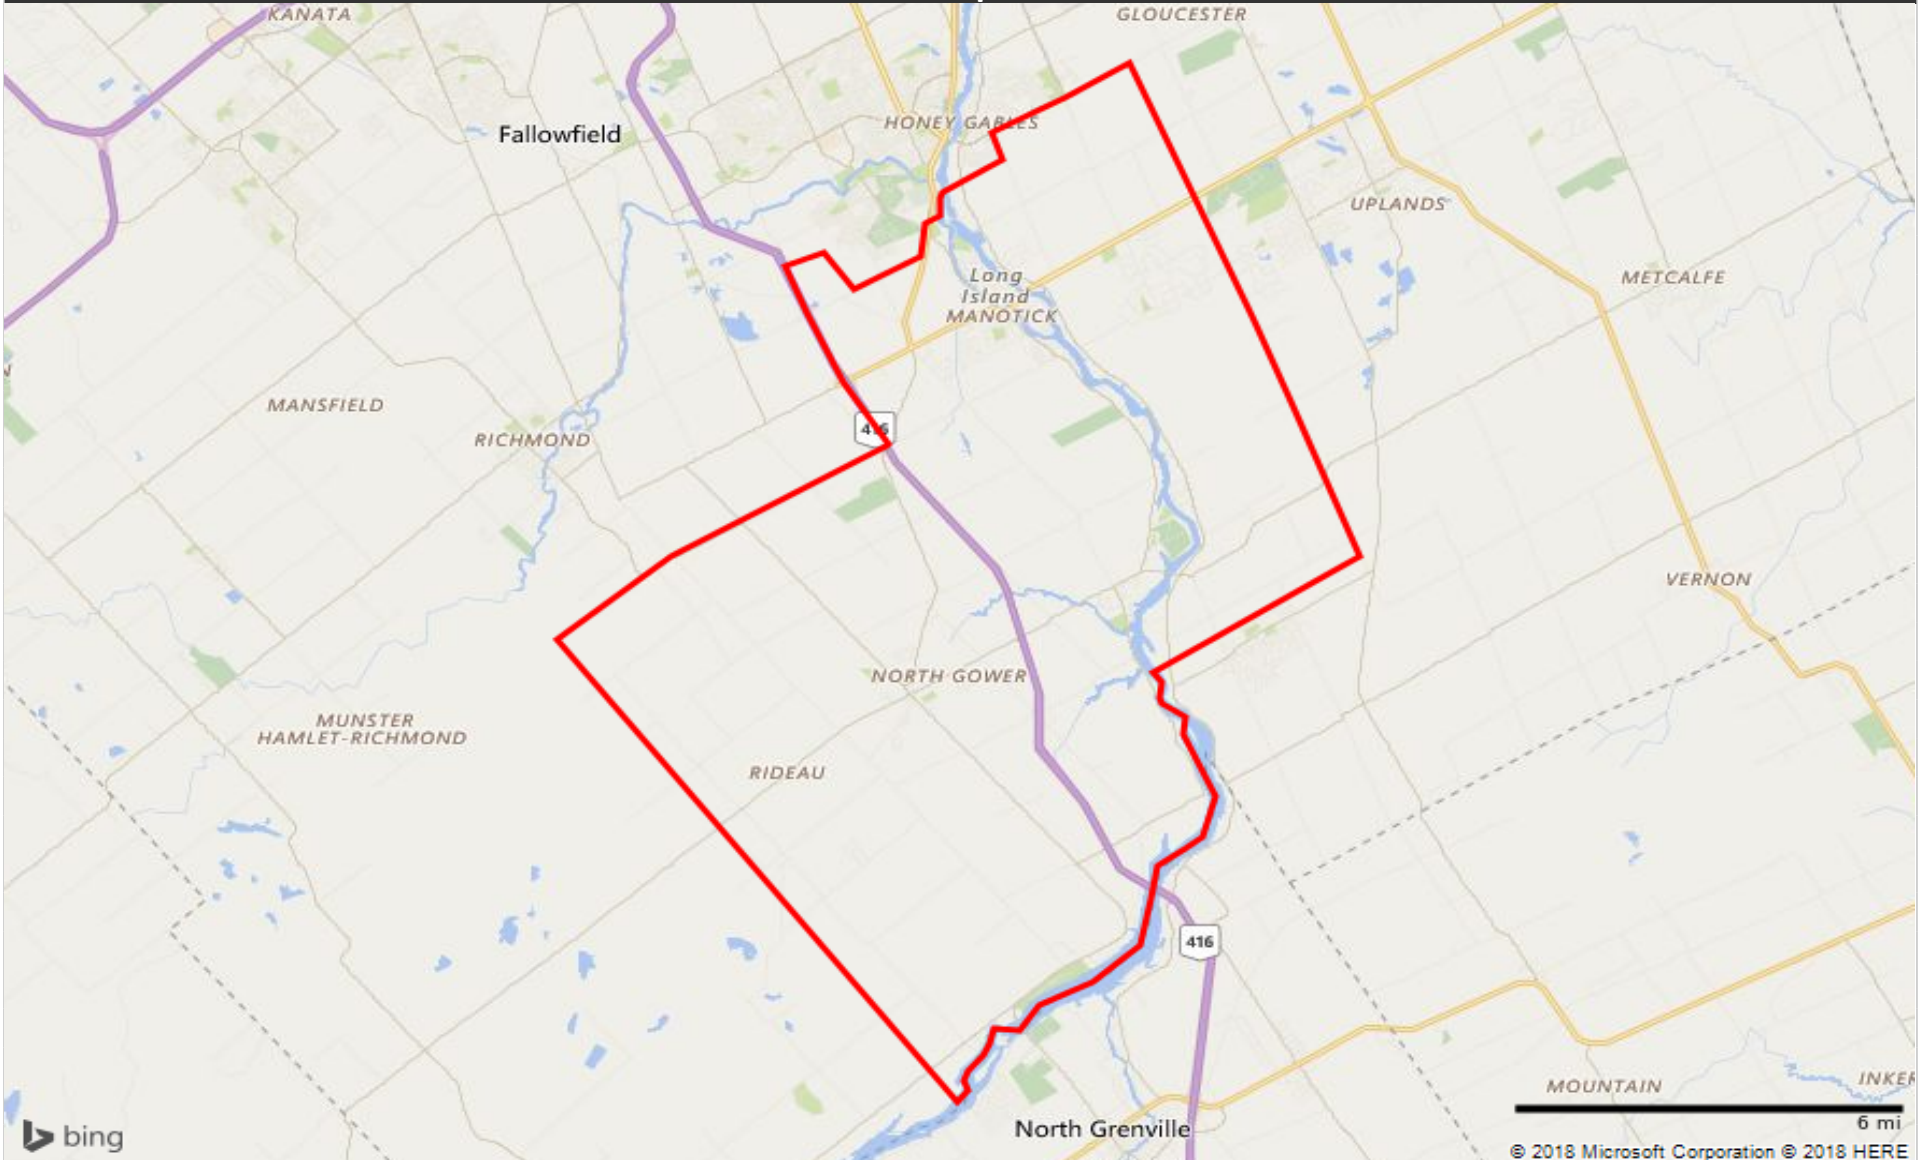 KANATA
GLOUCESTER
HONEY GABLES
Fallowfield
UPLANDS
Long
Island
MANOTICK
METCALFE
MANSFIELD
416
RICHMOND
VERNON
NORTH GOWER
MUNSTER
HAMLET-RICHMOND
RIDEAU
416
MOUNTAIN
INKER
6 mi
North Grenville
bing
© 2018 Microsoft Corporation © 2018 HERE